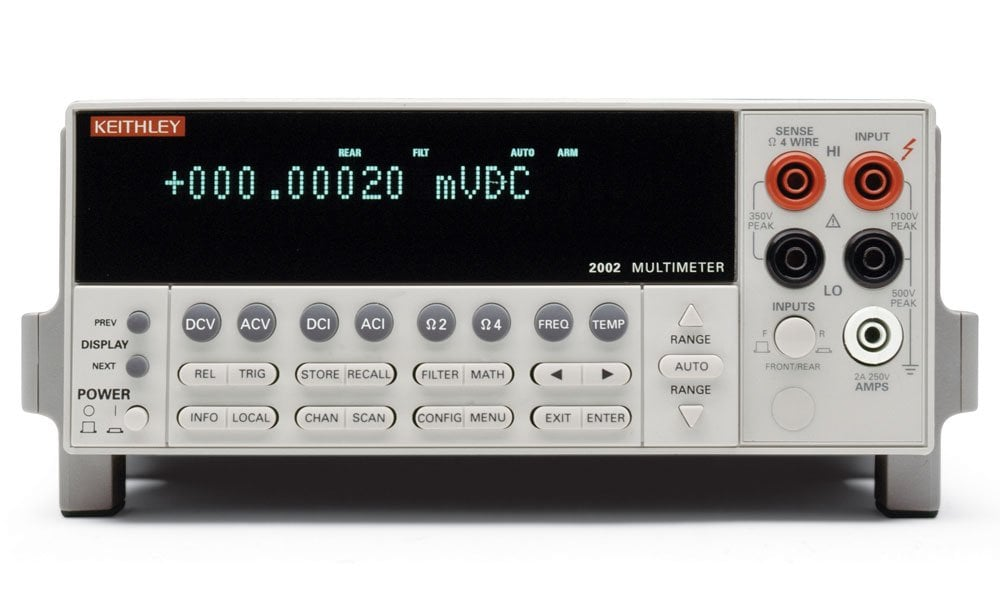 KEITHLEY
REAR FILT AUTO ARM
+000.00020 mVDC
2002 MULTIMETER
SENSE
Ω 4 WIRE
HI
INPUT
350V
PEAK
1100V
PEAK
LO
500V
PEAK
INPUTS
F R
FRONT/REAR
2A 250V
AMPS
PREV
DISPLAY
NEXT
POWER
O I
DCV ACV DCI ACI Ω2 Ω4 FREQ TEMP
REL TRIG STORE RECALL FILTER MATH ◄ ►
INFO LOCAL CHAN SCAN CONFIG MENU EXIT ENTER
RANGE
AUTO
RANGE